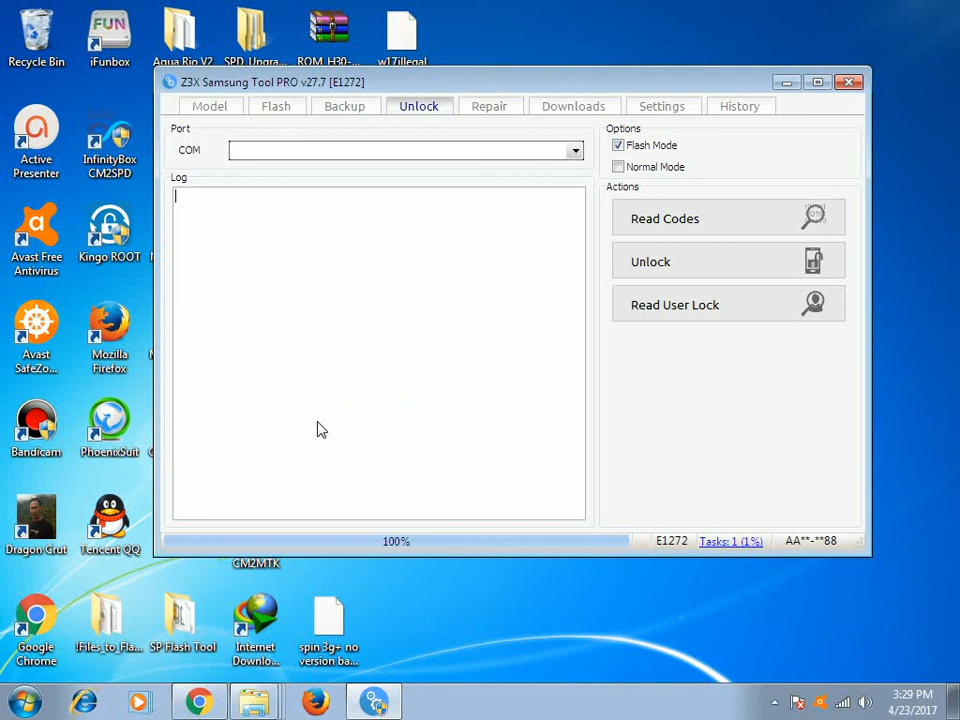 Recycle Bin
iFunbox
Aqua Rio V2
SPD_Upgra...
ROM_H30-...
w17illegal
FUN
Z3X Samsung Tool PRO v27.7 [E1272]
Model
Flash
Backup
Unlock
Repair
Downloads
Settings
History
Port
COM
Options
Flash Mode
Normal Mode
Log
Actions
Read Codes
Unlock
Read User Lock
100%
E1272
Tasks: 1 (1%)
AA**-**88
Active
Presenter
InfinityBox
CM2SPD
Avast Free
Antivirus
Kingo ROOT
Avast
SafeZo...
Mozilla
Firefox
Bandicam
PhoenixSuit
Dragon Grut
Tencent QQ
CM2MTK
Google
Chrome
!Files_to_Fla...
SP Flash Tool
Internet
Downlo...
spin 3g+ no
version ba...
3:29 PM
4/23/2017